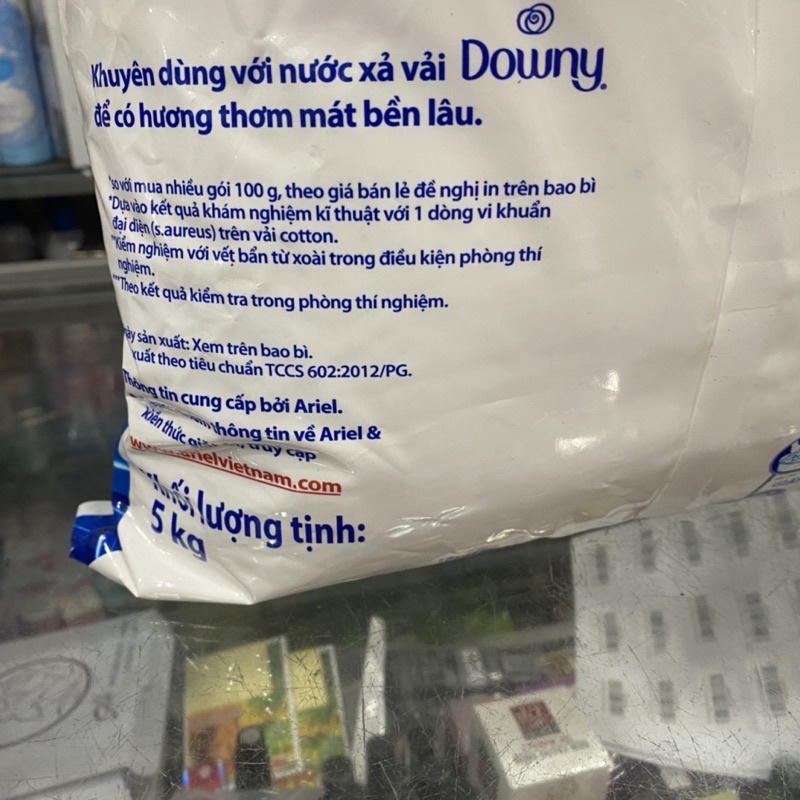 Khuyên dùng với nước xả vải Downy
để có hương thơm mát bền lâu.
*so với mua nhiều gói 100 g, theo giá bán lẻ đề nghị in trên bao bì
*Dựa vào kết quả khám nghiệm kĩ thuật với 1 dòng vi khuẩn
đại diện (s.aureus) trên vải cotton.
**Kiểm nghiệm với vết bẩn từ xoài trong điều kiện phòng thí
nghiệm.
***Theo kết quả kiểm tra trong phòng thí nghiệm.
sản xuất: Xem trên bao bì.
xuất theo tiêu chuẩn TCCS 602:2012/PG.
Thông tin cung cấp bởi Ariel.
thông tin về Ariel &
kiến thức truy cập
www.arielvietnam.com
Khối lượng tịnh:
5 kg